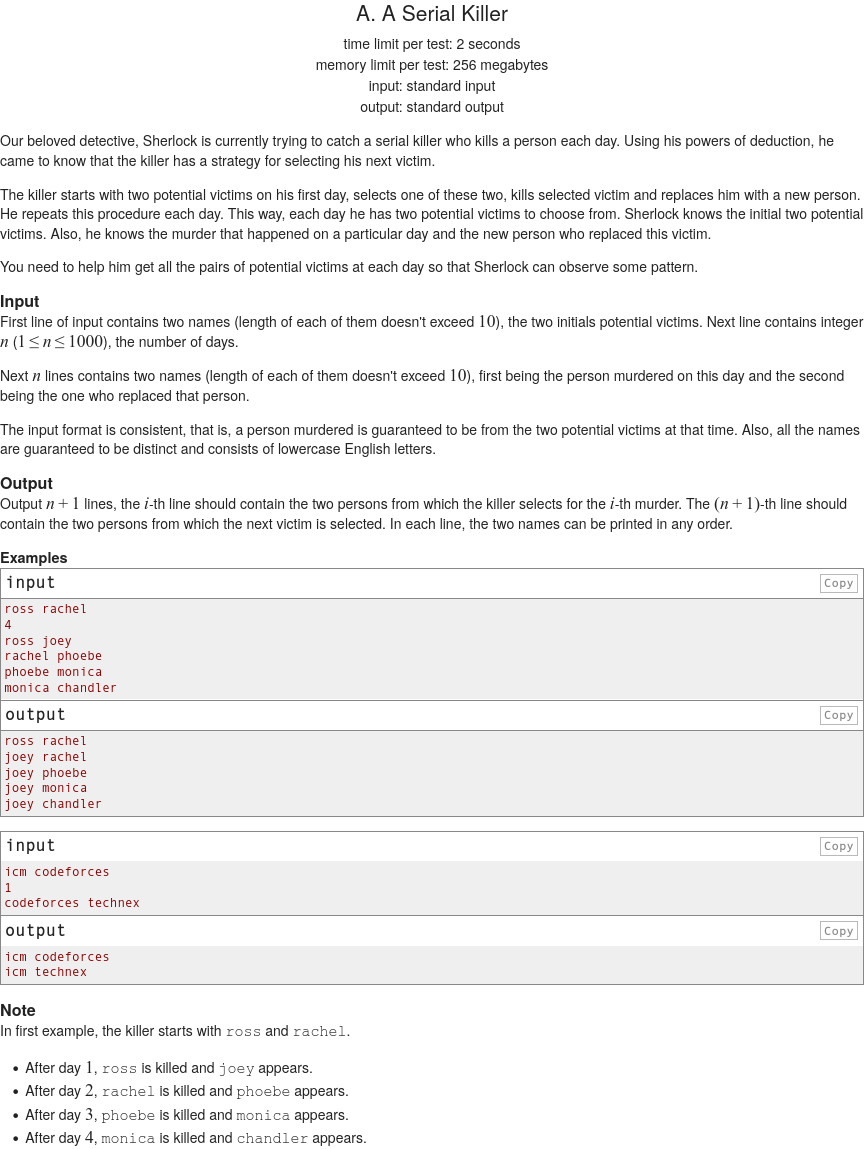 A. A Serial Killer
time limit per test: 2 seconds
memory limit per test: 256 megabytes
input: standard input
output: standard output
Our beloved detective, Sherlock is currently trying to catch a serial killer who kills a person each day. Using his powers of deduction, he
came to know that the killer has a strategy for selecting his next victim.
The killer starts with two potential victims on his first day, selects one of these two, kills selected victim and replaces him with a new person.
He repeats this procedure each day. This way, each day he has two potential victims to choose from. Sherlock knows the initial two potential
victims. Also, he knows the murder that happened on a particular day and the new person who replaced this victim.
You need to help him get all the pairs of potential victims at each day so that Sherlock can observe some pattern.
Input
First line of input contains two names (length of each of them doesn't exceed 10), the two initials potential victims. Next line contains integer
n (1 ≤ n ≤ 1000), the number of days.
Next n lines contains two names (length of each of them doesn't exceed 10), first being the person murdered on this day and the second
being the one who replaced that person.
The input format is consistent, that is, a person murdered is guaranteed to be from the two potential victims at that time. Also, all the names
are guaranteed to be distinct and consists of lowercase English letters.
Output
Output n + 1 lines, the i-th line should contain the two persons from which the killer selects for the i-th murder. The (n + 1)-th line should
contain the two persons from which the next victim is selected. In each line, the two names can be printed in any order.
Examples
input Copy
ross rachel
4
ross joey
rachel phoebe
phoebe monica
monica chandler
output Copy
ross rachel
joey rachel
joey phoebe
joey monica
joey chandler
input Copy
icm codeforces
1
codeforces technex
output Copy
icm codeforces
icm technex
Note
In first example, the killer starts with ross and rachel.
• After day 1, ross is killed and joey appears.
• After day 2, rachel is killed and phoebe appears.
• After day 3, phoebe is killed and monica appears.
• After day 4, monica is killed and chandler appears.